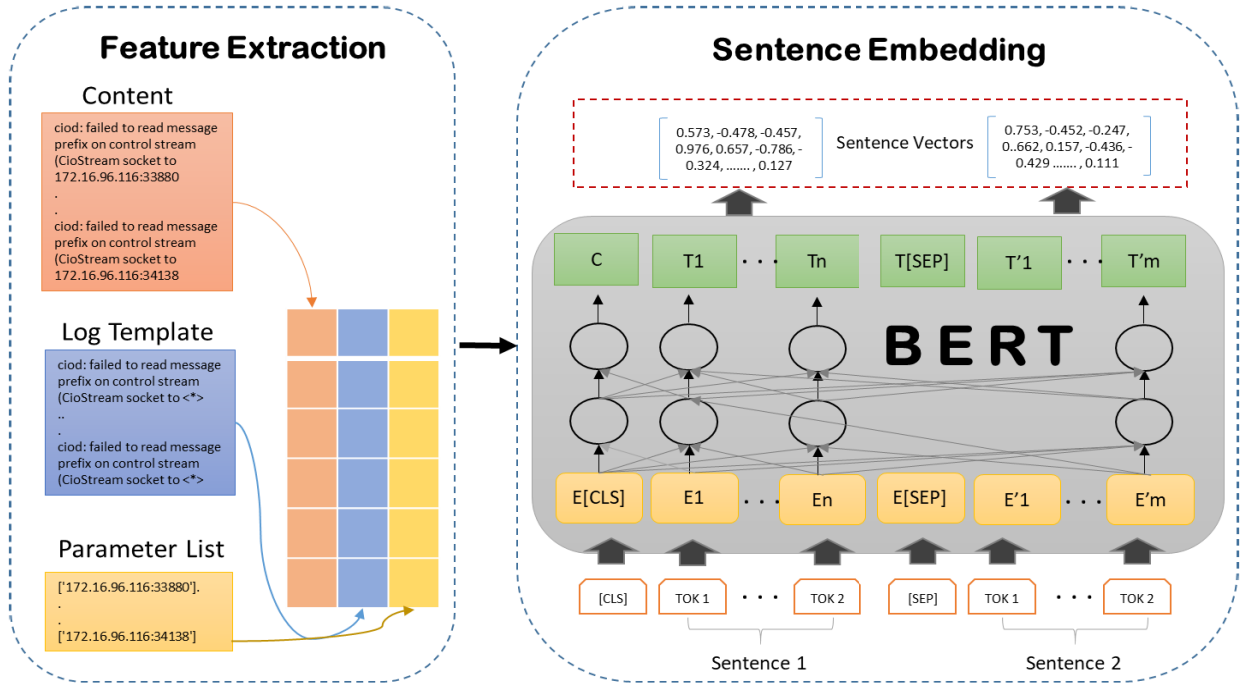 Feature Extraction
Content
ciod: failed to read message
prefix on control stream
(CioStream socket to
172.16.96.116:33880
.
.
ciod: failed to read message
prefix on control stream
(CioStream socket to
172.16.96.116:34138
Log Template
ciod: failed to read message
prefix on control stream
(CioStream socket to <*>
..
.
ciod: failed to read message
prefix on control stream
(CioStream socket to <*>
Parameter List
['172.16.96.116:33880'].
.
.
['172.16.96.116:34138']
Sentence Embedding
0.573, -0.478, -0.457,
0.976, 0.657, -0.786, -
0.324, ....... , 0.127
Sentence Vectors
0.753, -0.452, -0.247,
0..662, 0.157, -0.436, -
0.429 ....... , 0.111
C T1 . . . Tn T[SEP] T'1 . . . T'm
BERT
E[CLS] E1 . . . En E[SEP] E'1 . . . E'm
[CLS] TOK 1 . . . TOK 2 [SEP] TOK 1 . . . TOK 2
Sentence 1 Sentence 2